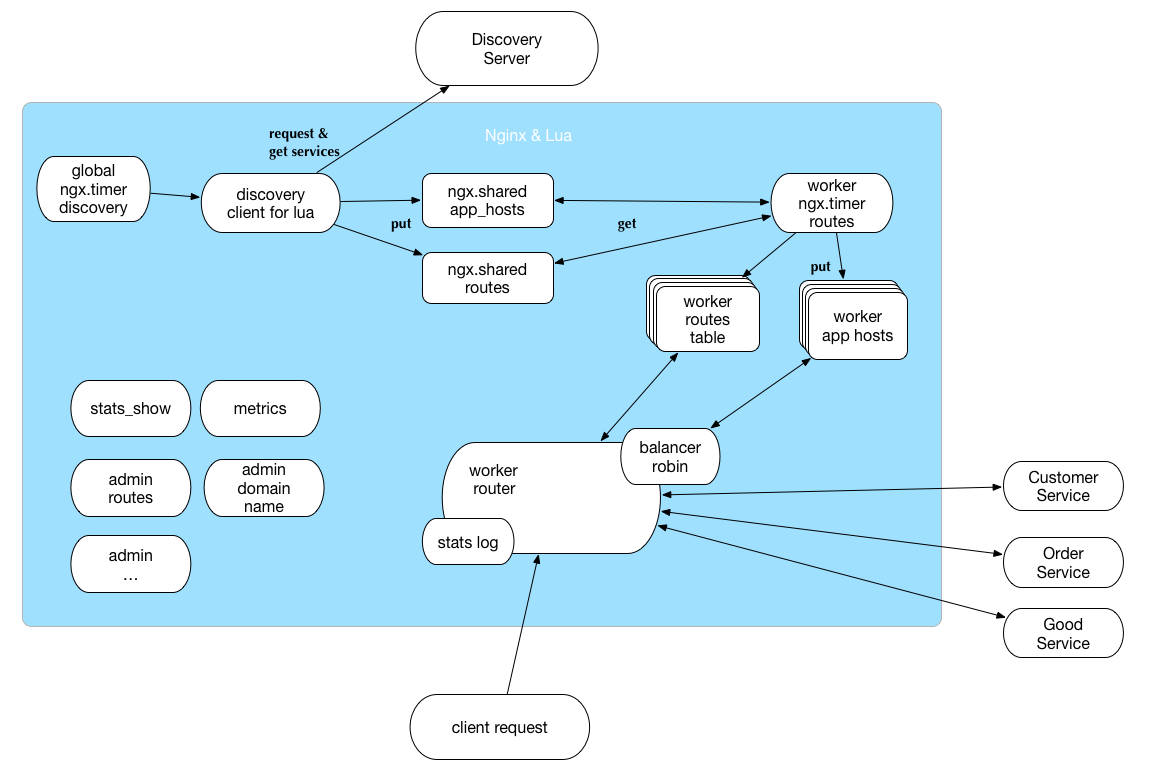 Discovery
Server
Nginx & Lua
request &
get services
global
ngx.timer
discovery
discovery
client for lua
put
ngx.shared
app_hosts
ngx.shared
routes
get
worker
ngx.timer
routes
put
worker
routes
table
worker
app hosts
stats_show
metrics
admin
routes
admin
domain
name
admin
...
worker
router
balancer
robin
stats log
Customer
Service
Order
Service
Good
Service
client request